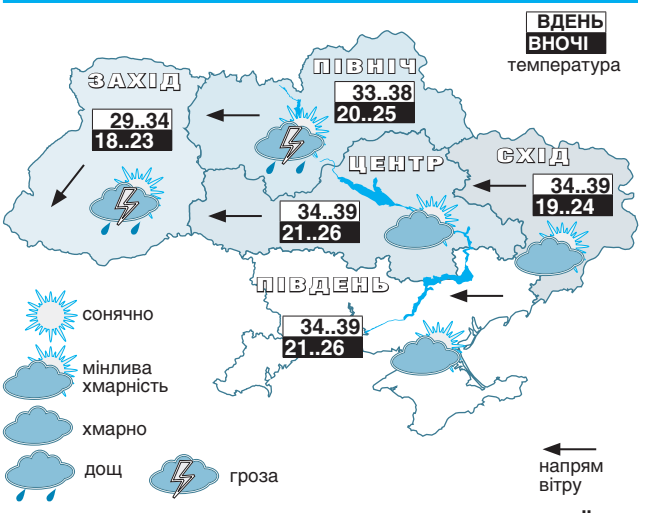 ВДЕНЬ
ВНОЧІ
температура
ЗАХІД
29..34
18..23
ПІВНІЧ
33..38
20..25
ЦЕНТР
34..39
21..26
СХІД
34..39
19..24
ПІВДЕНЬ
34..39
21..26
сонячно
мінлива
хмарність
хмарно
дощ
гроза
напрям
вітру